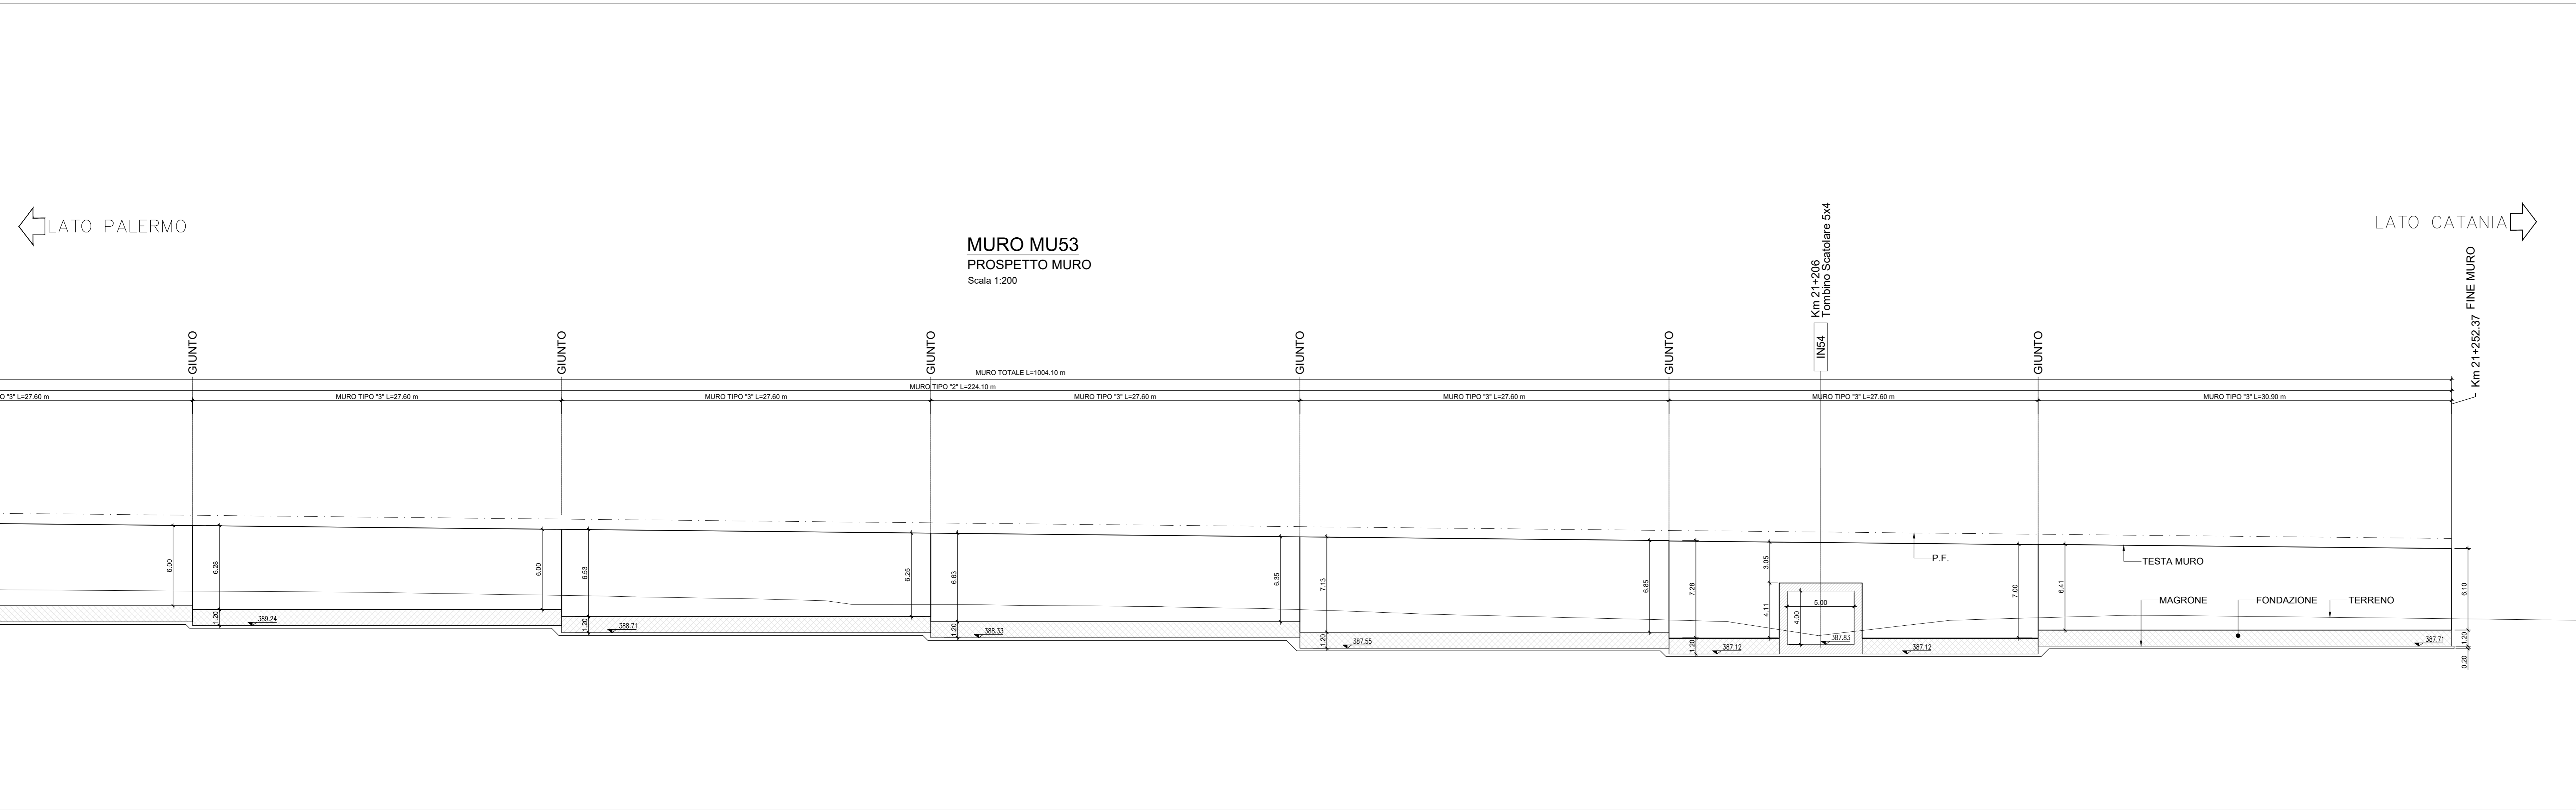 LATO PALERMO
LATO CATANIA
MURO MU53
PROSPETTO MURO
Scala 1:200
Km 21+206
Tombino Scatolare 5x4
IN54
Km 21+252.37 FINE MURO
GIUNTO
GIUNTO
GIUNTO
GIUNTO
GIUNTO
GIUNTO
MURO TOTALE L=1004.10 m
MURO TIPO "2" L=224.10 m
O "3" L=27.60 m
MURO TIPO "3" L=27.60 m
MURO TIPO "3" L=27.60 m
MURO TIPO "3" L=27.60 m
MURO TIPO "3" L=27.60 m
MURO TIPO "3" L=27.60 m
MURO TIPO "3" L=30.90 m
6.00
6.28
6.00
6.53
6.25
6.63
6.35
7.13
6.85
7.28
3.05
4.11
4.00
5.00
7.00
6.41
6.10
P.F.
TESTA MURO
MAGRONE
FONDAZIONE
TERRENO
1.20
389.24
1.20
388.71
1.20
388.33
1.20
387.55
1.20
387.12
387.83
387.12
387.71
1.20
0.20